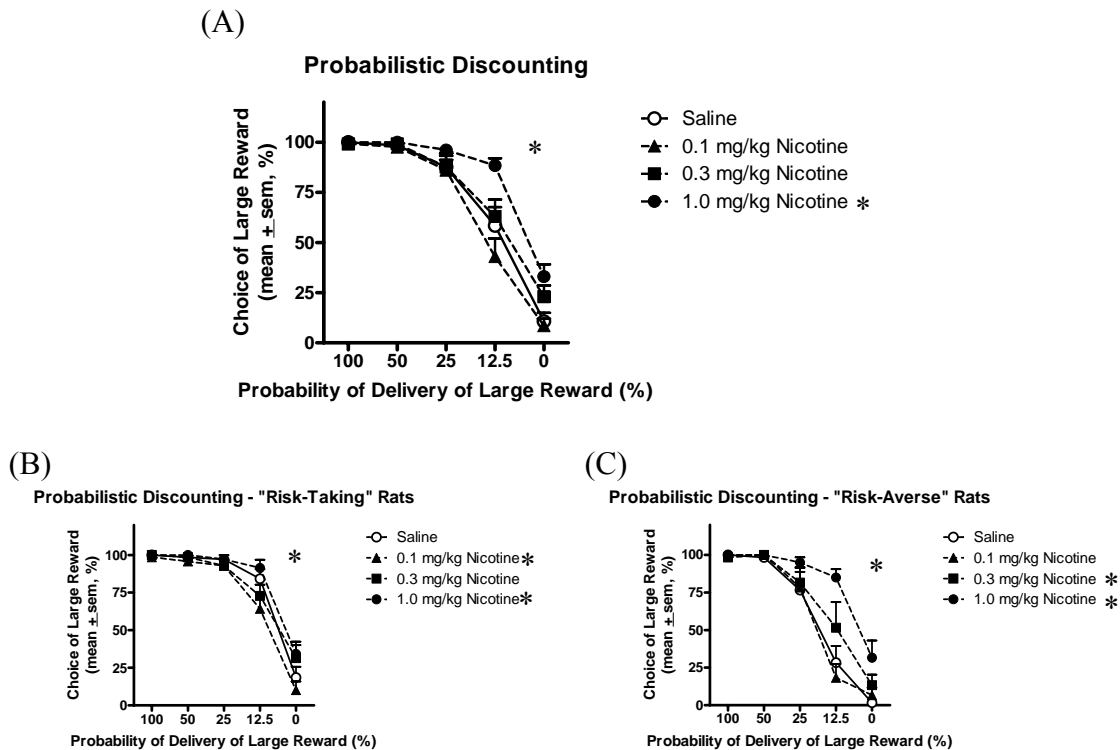 (A)
Probabilistic Discounting
Choice of Large Reward
(mean +_sem, %)
100
75
50
25
0
100 50 25 12.5 0
Probability of Delivery of Large Reward (%)
Saline
0.1 mg/kg Nicotine
0.3 mg/kg Nicotine
1.0 mg/kg Nicotine *
*
(B)
Probabilistic Discounting - "Risk-Taking" Rats
Choice of Large Reward
(mean +_sem, %)
100
75
50
25
0
100 50 25 12.5 0
Probability of Delivery of Large Reward (%)
*
Saline
0.1 mg/kg Nicotine*
0.3 mg/kg Nicotine
1.0 mg/kg Nicotine*
(C)
Probabilistic Discounting - "Risk-Averse" Rats
Choice of Large Reward
(mean +_sem, %)
100
75
50
25
0
100 50 25 12.5 0
Probability of Delivery of Large Reward (%)
*
Saline
0.1 mg/kg Nicotine
0.3 mg/kg Nicotine *
1.0 mg/kg Nicotine *